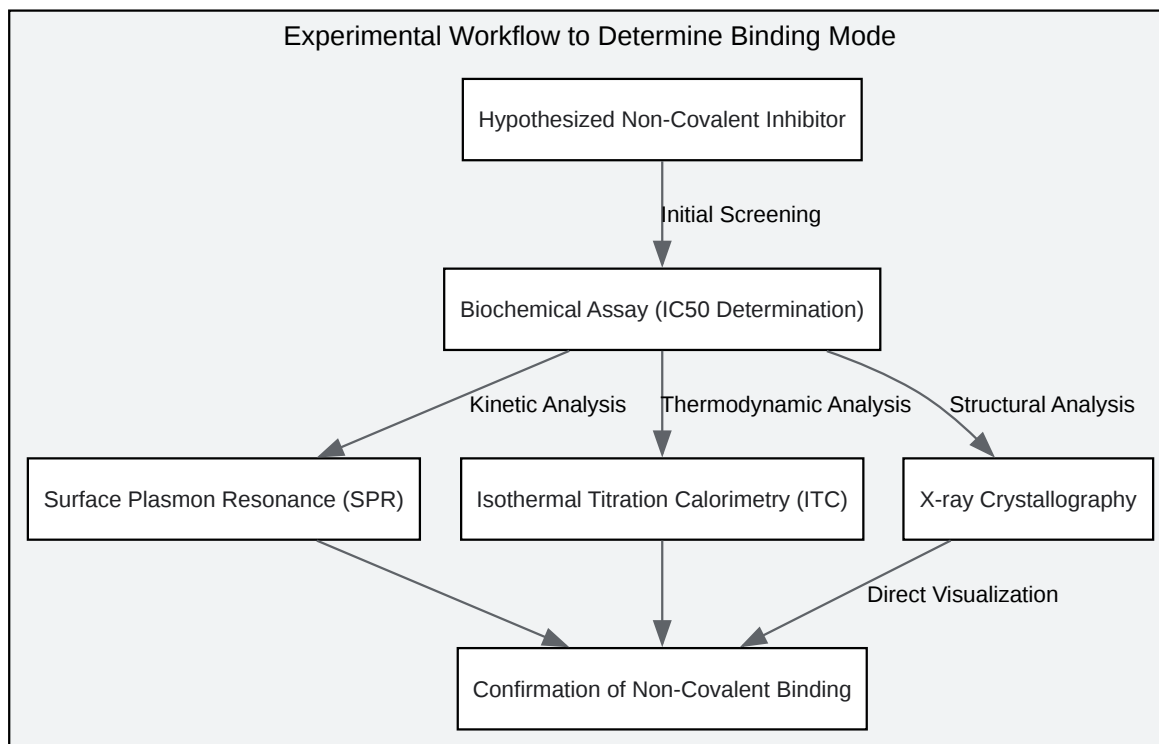 Experimental Workflow to Determine Binding Mode
Hypothesized Non-Covalent Inhibitor
Initial Screening
Biochemical Assay (IC50 Determination)
Kinetic Analysis
Thermodynamic Analysis
Structural Analysis
Surface Plasmon Resonance (SPR)
Isothermal Titration Calorimetry (ITC)
X-ray Crystallography
Direct Visualization
Confirmation of Non-Covalent Binding